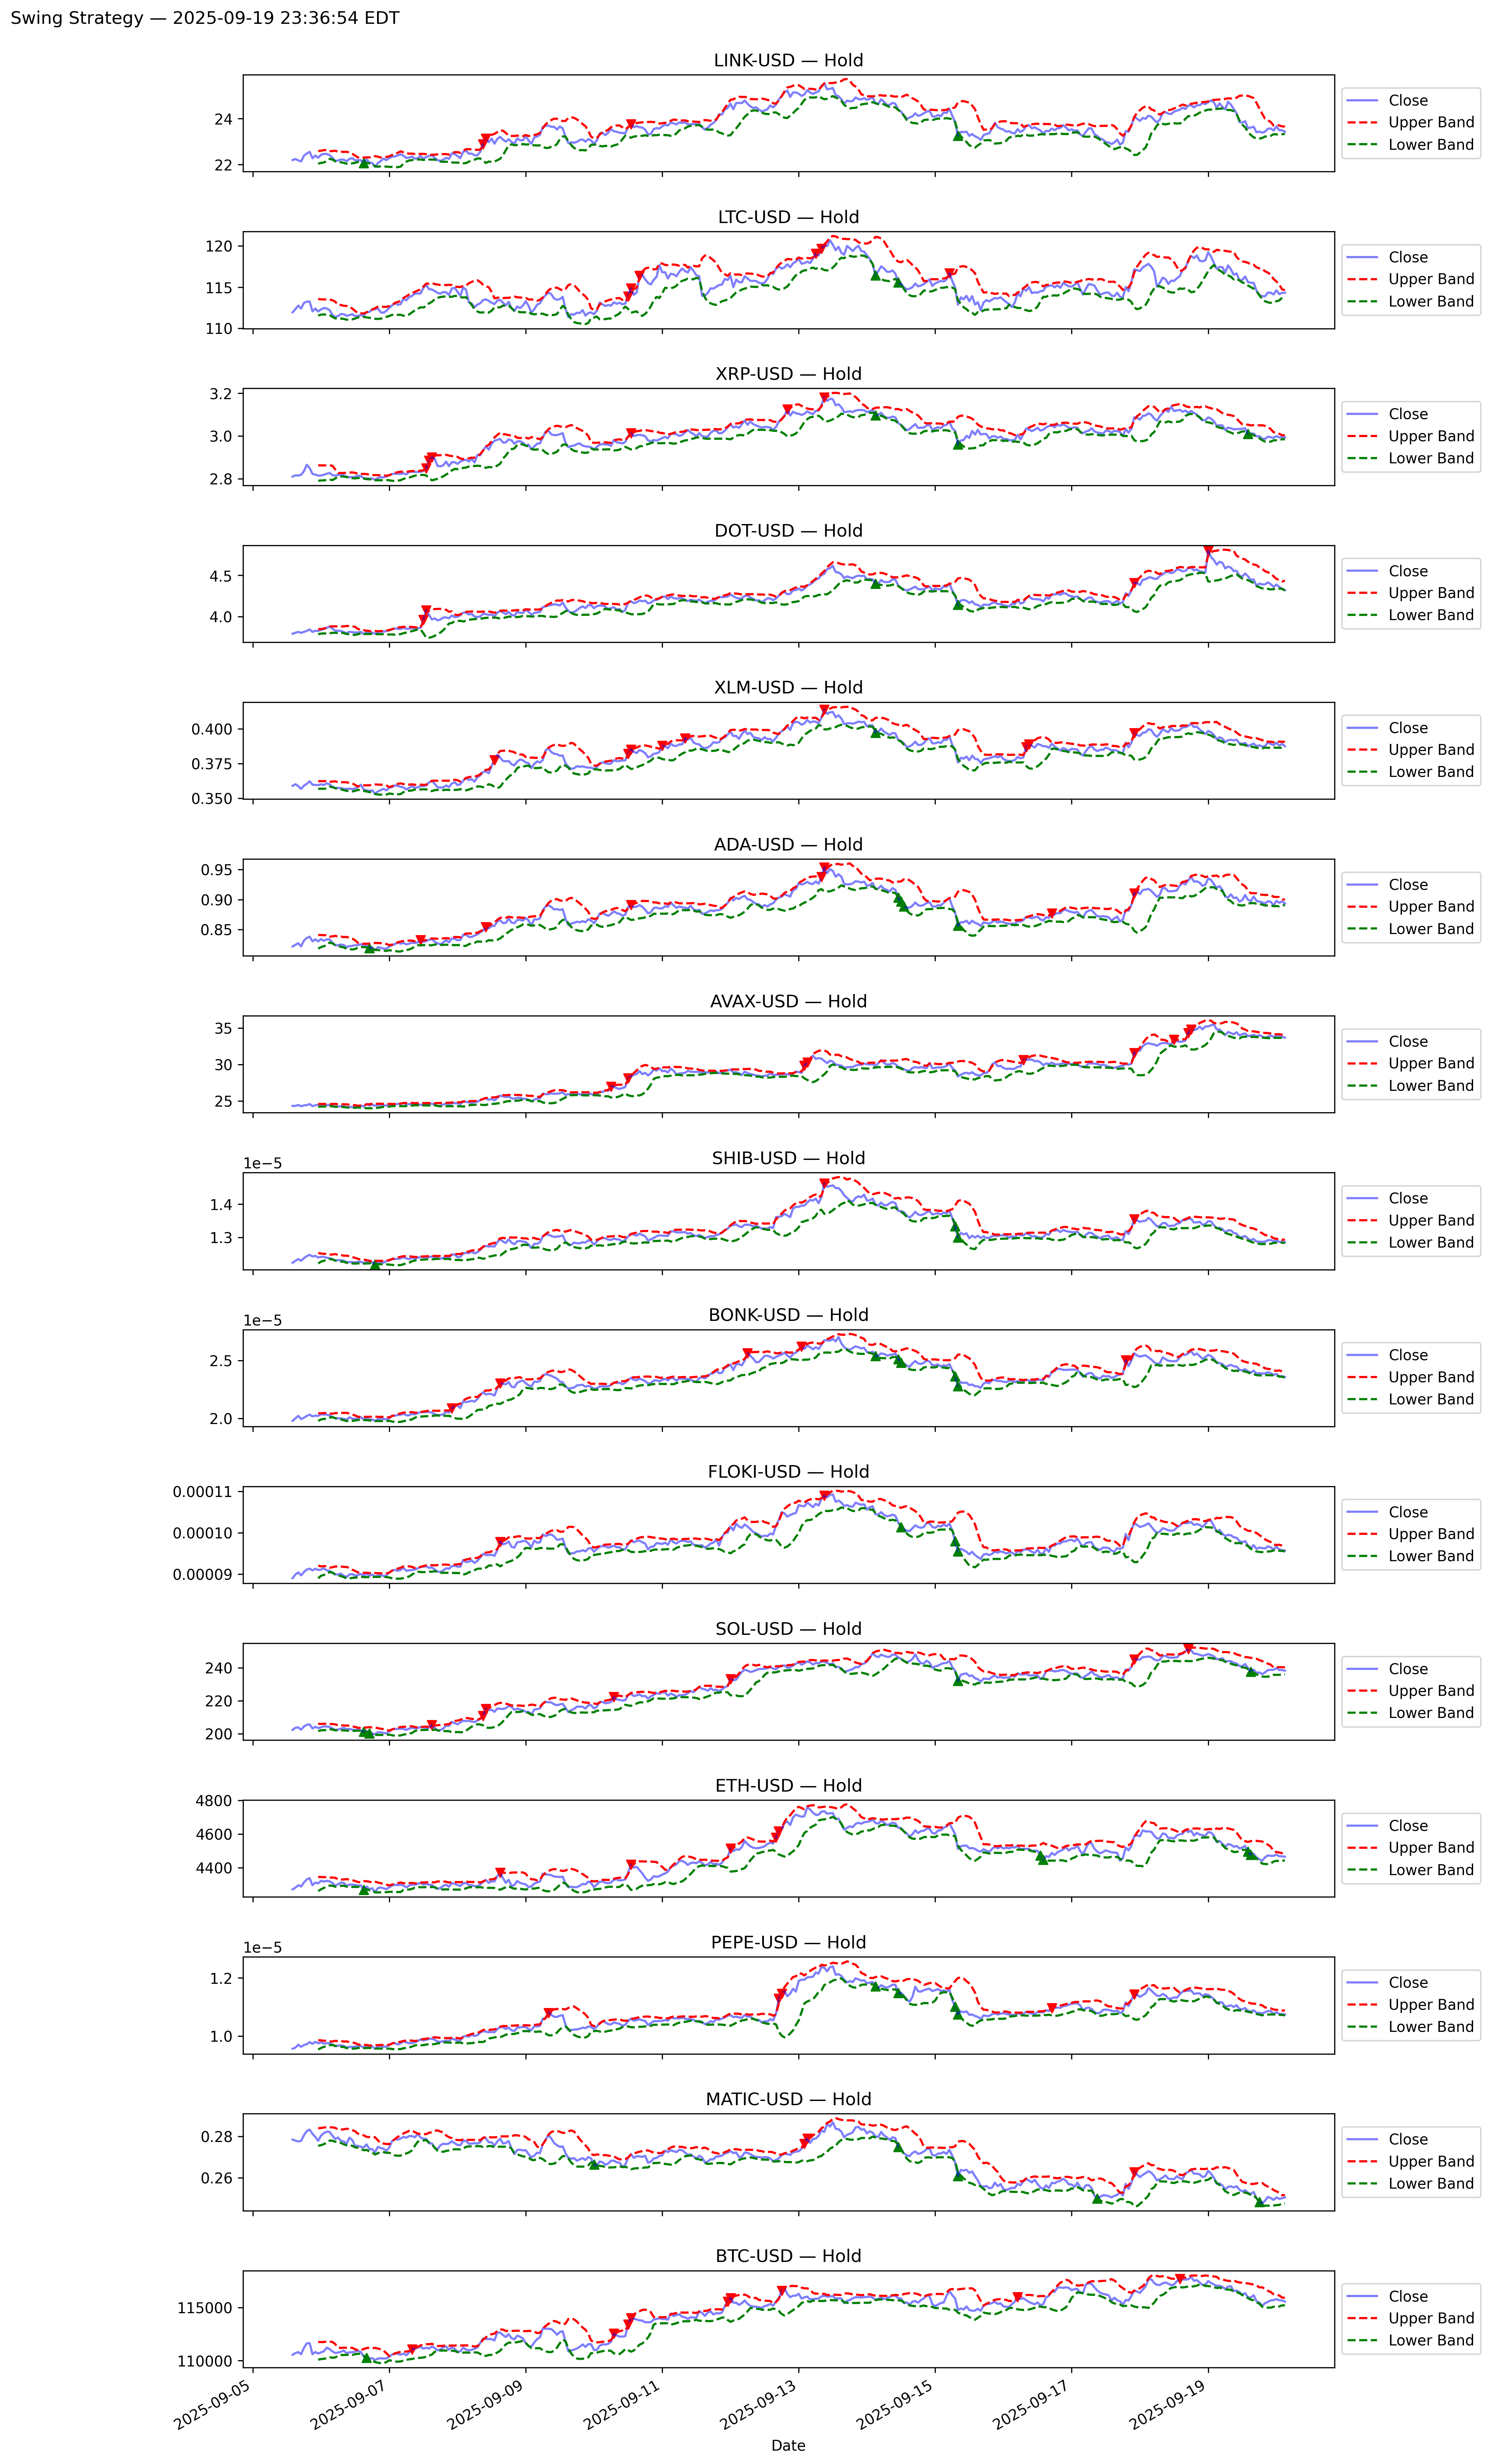 Swing Strategy — 2025-09-19 23:36:54 EDT
LINK-USD — Hold
24
22
Close
Upper Band
Lower Band
LTC-USD — Hold
120
115
110
Close
Upper Band
Lower Band
XRP-USD — Hold
3.2
3.0
2.8
Close
Upper Band
Lower Band
DOT-USD — Hold
4.5
4.0
Close
Upper Band
Lower Band
XLM-USD — Hold
0.400
0.375
0.350
Close
Upper Band
Lower Band
ADA-USD — Hold
0.95
0.90
0.85
Close
Upper Band
Lower Band
AVAX-USD — Hold
35
30
25
Close
Upper Band
Lower Band
SHIB-USD — Hold
1e−5
1.4
1.3
Close
Upper Band
Lower Band
BONK-USD — Hold
1e−5
2.5
2.0
Close
Upper Band
Lower Band
FLOKI-USD — Hold
0.00011
0.00010
0.00009
Close
Upper Band
Lower Band
SOL-USD — Hold
240
220
200
Close
Upper Band
Lower Band
ETH-USD — Hold
4800
4600
4400
Close
Upper Band
Lower Band
PEPE-USD — Hold
1e−5
1.2
1.0
Close
Upper Band
Lower Band
MATIC-USD — Hold
0.28
0.26
Close
Upper Band
Lower Band
BTC-USD — Hold
115000
110000
Close
Upper Band
Lower Band
2025-09-05
2025-09-07
2025-09-09
2025-09-11
2025-09-13
2025-09-15
2025-09-17
2025-09-19
Date